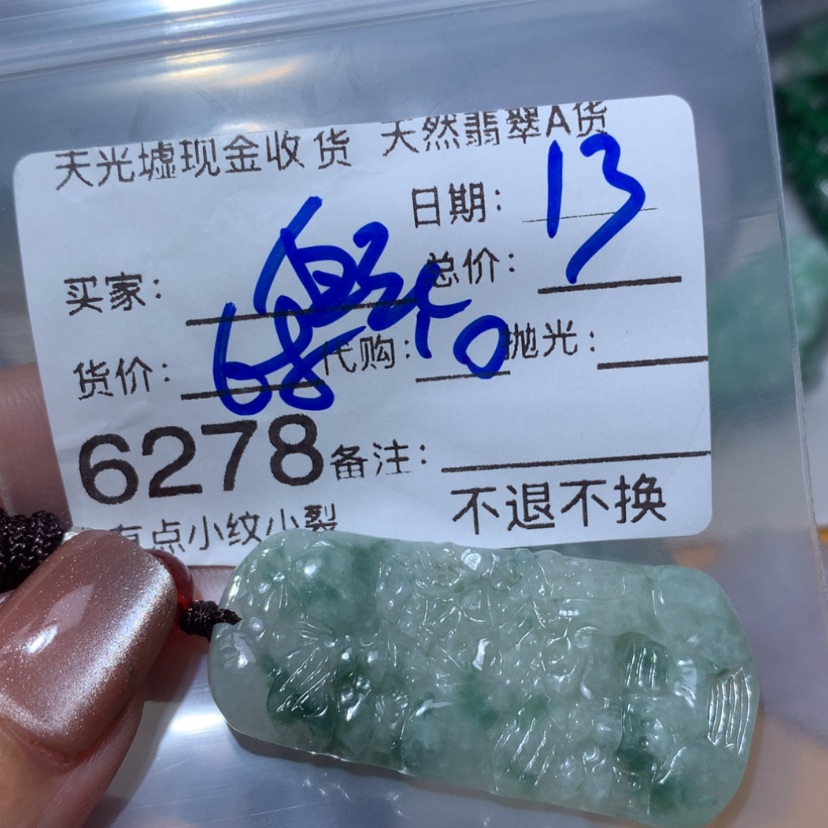 天光墟现金收货 天然翡翠A货
日期: 13
买家:
总价:
货价: 68
代购: 0
抛光:
6278 备注:
有点小纹小裂 不退不换